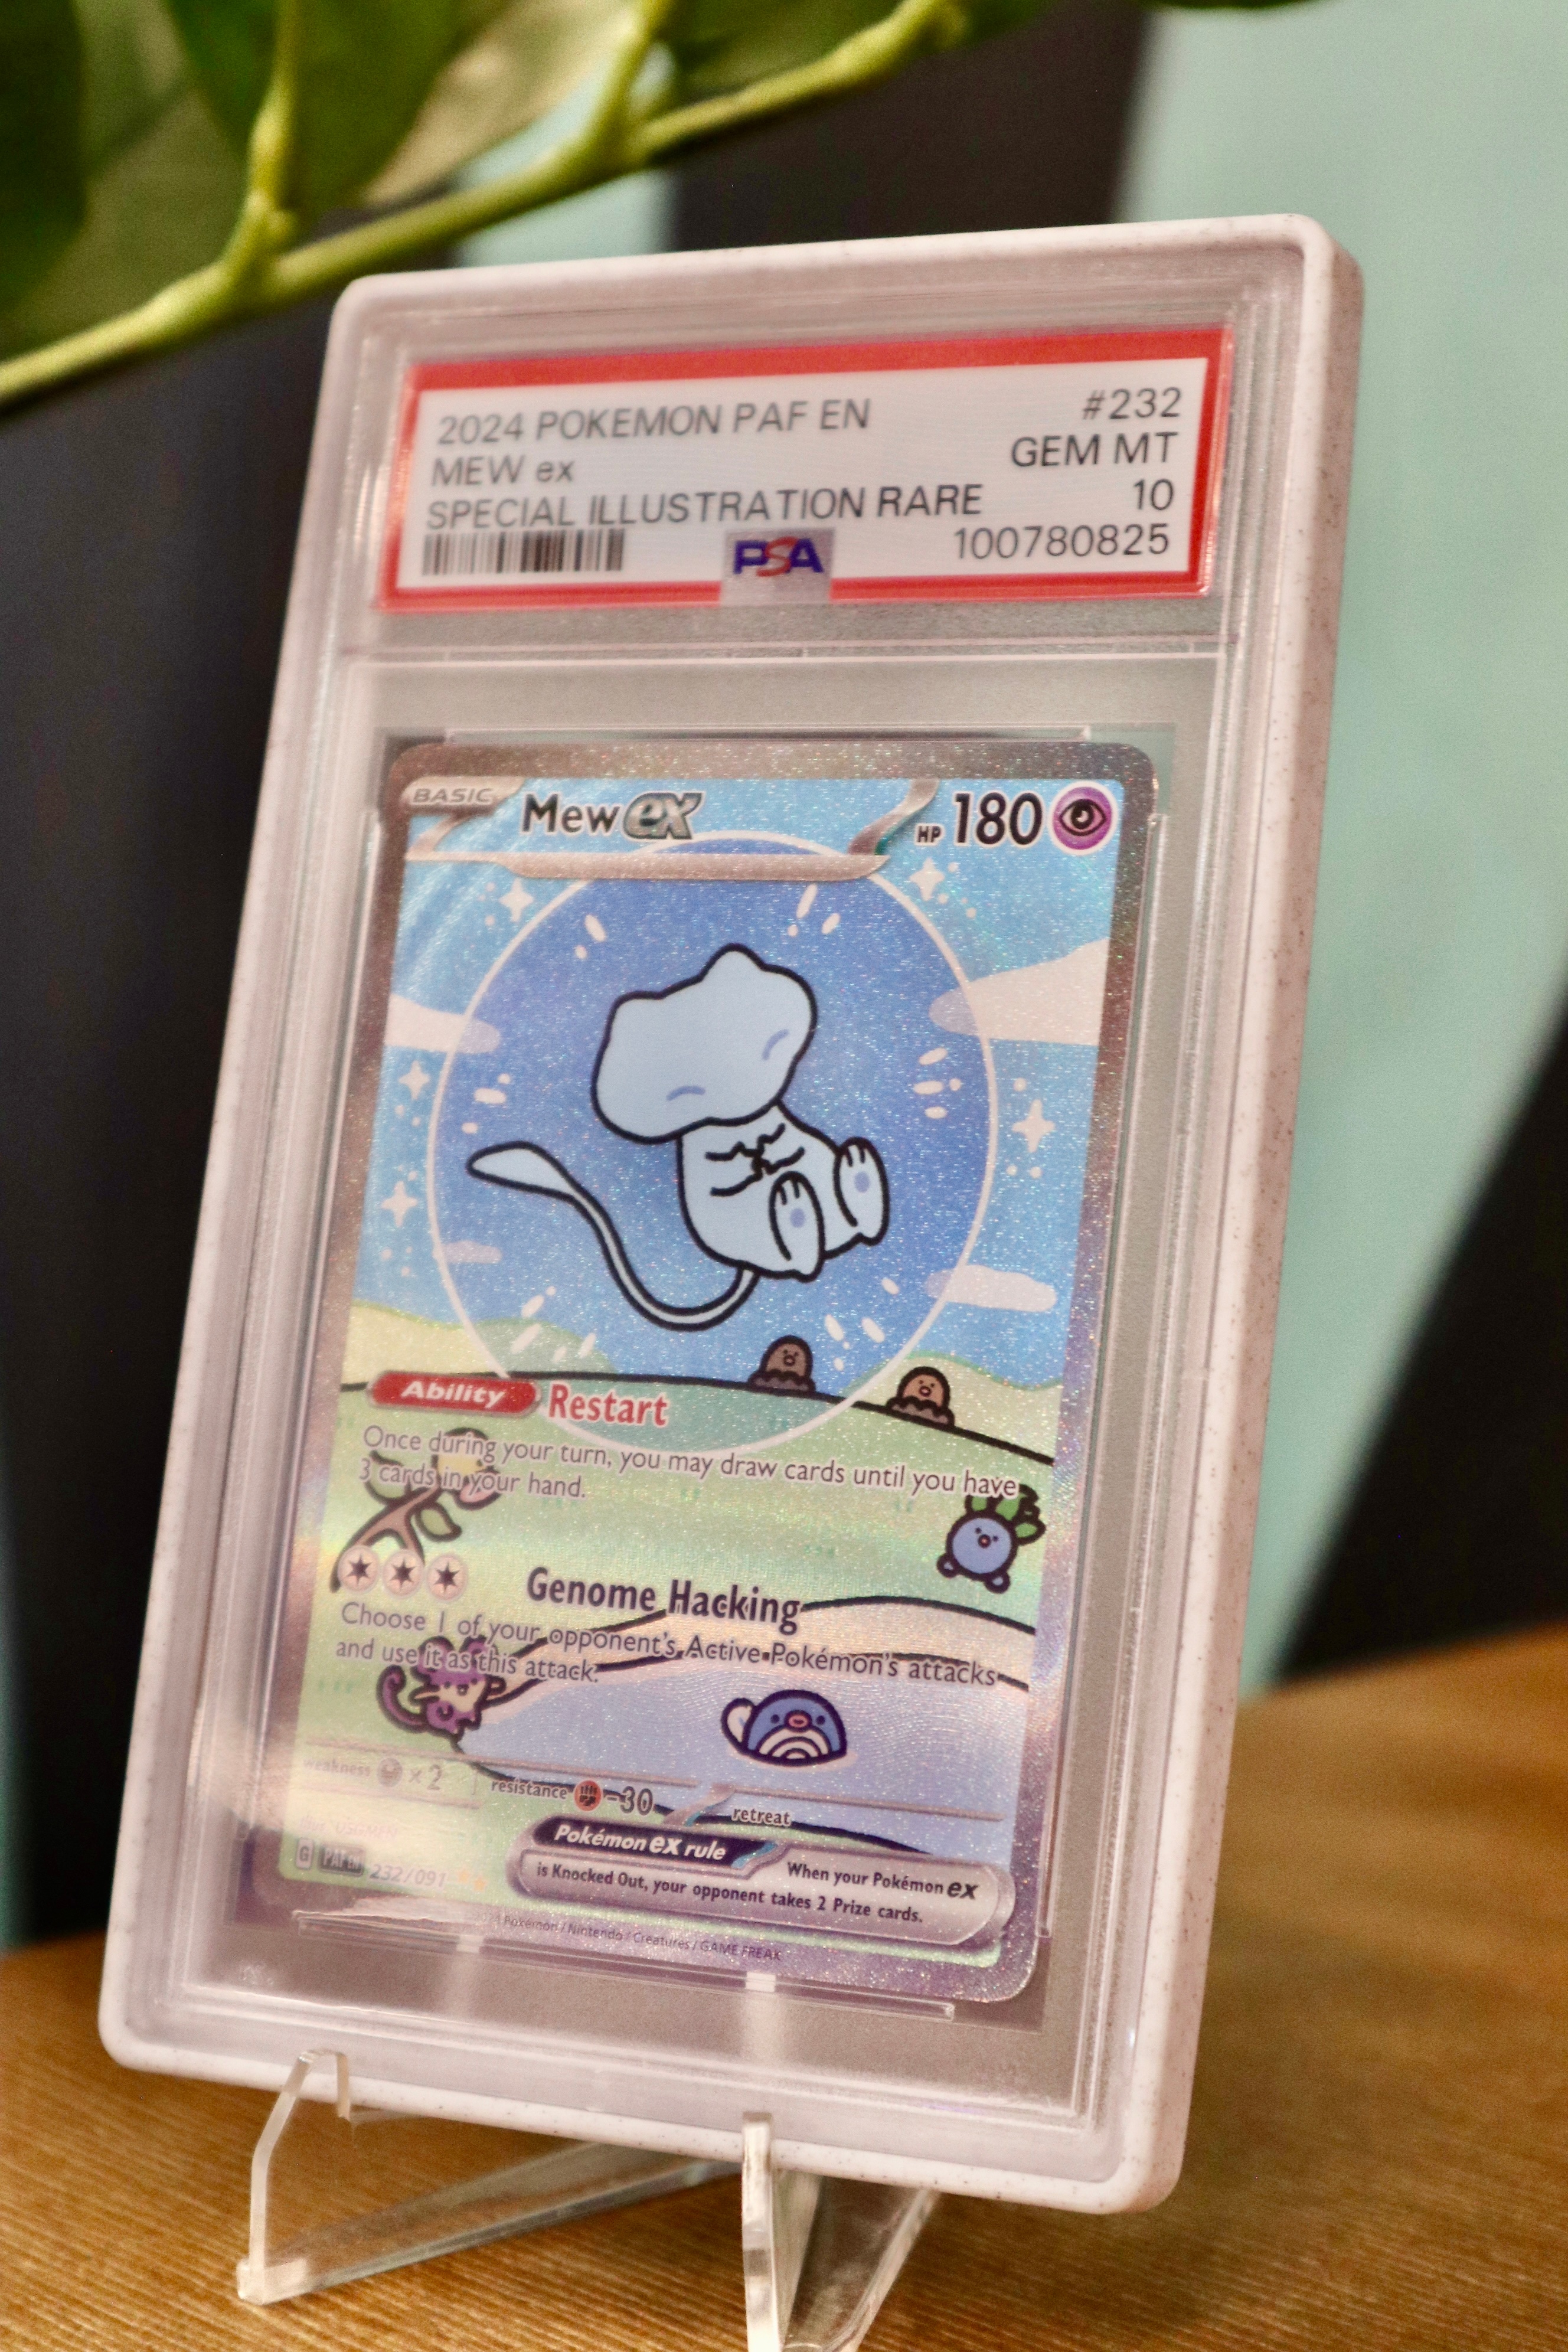 2024 POKEMON PAF EN #232
MEW ex GEM MT
SPECIAL ILLUSTRATION RARE 10
PSA 100780825
BASIC Mew ex HP 180
Ability Restart
Once during your turn, you may draw cards until you have
3 cards in your hand.
Genome Hacking
Choose 1 of your opponent's Active Pokémon's attacks
and use it as this attack.
weakness ×2 resistance -30 retreat
Pokémon ex rule When your Pokémon ex
is Knocked Out, your opponent takes 2 Prize cards.
G PAF EN 232/091
Pokémon / Nintendo / Creatures / GAME FREAK